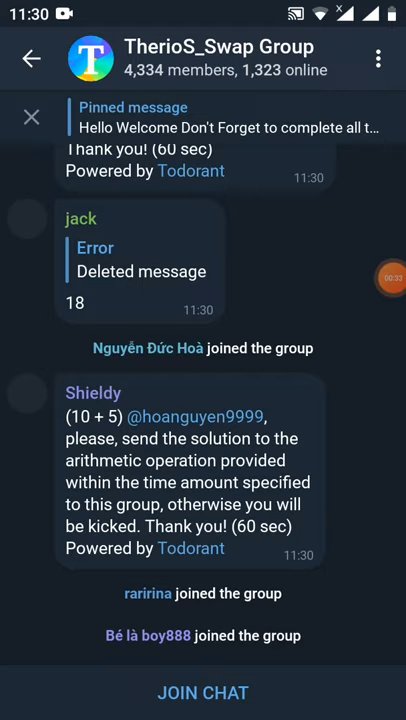 11:30
TherioS_Swap Group
4,334 members, 1,323 online
Pinned message
Hello Welcome Don't Forget to complete all t...
Thank you! (60 sec)
Powered by Todorant
11:30
jack
Error
Deleted message
18
11:30
00:33
Nguyễn Đức Hoà joined the group
Shieldy
(10 + 5) @hoanguyen9999,
please, send the solution to the
arithmetic operation provided
within the time amount specified
to this group, otherwise you will
be kicked. Thank you! (60 sec)
Powered by Todorant
11:30
raririna joined the group
Bé là boy888 joined the group
JOIN CHAT